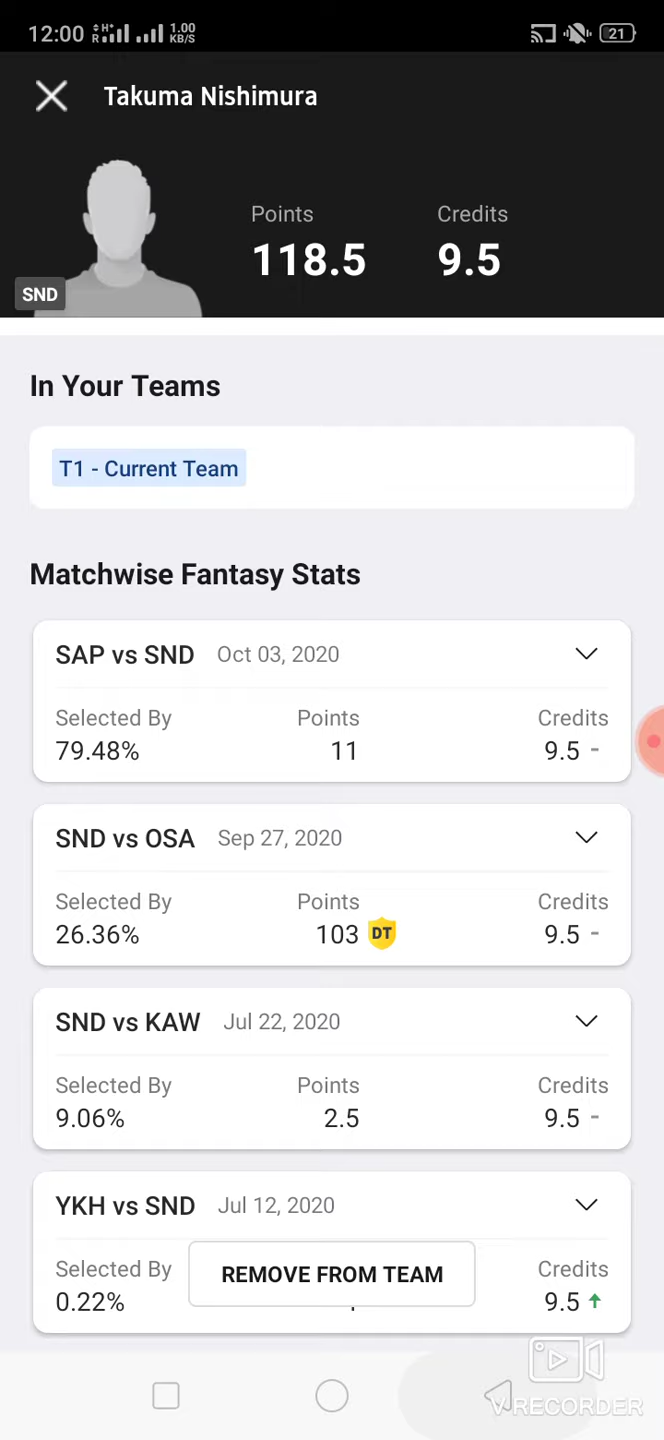 12:00 R H+ 1.00 KB/S 21
Takuma Nishimura
Points Credits
118.5 9.5
SND
In Your Teams
T1 - Current Team
Matchwise Fantasy Stats
SAP vs SND Oct 03, 2020
Selected By Points Credits
79.48% 11 9.5 -
SND vs OSA Sep 27, 2020
Selected By Points Credits
26.36% 103 DT 9.5 -
SND vs KAW Jul 22, 2020
Selected By Points Credits
9.06% 2.5 9.5 -
YKH vs SND Jul 12, 2020
Selected By Credits
REMOVE FROM TEAM
0.22% 9.5
VRECORDER